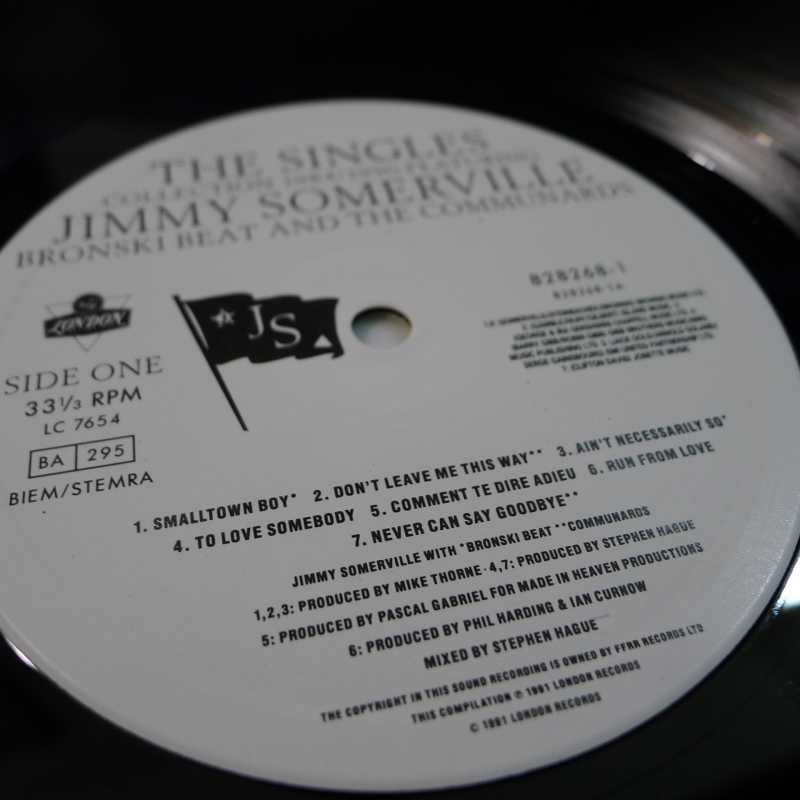 THE SINGLES
COLLECTION 1984/1990 FEATURING
JIMMY SOMERVILLE
BRONSKI BEAT AND THE COMMUNARDS
LONDON
JS
828268-1
SIDE ONE
33 1/3 RPM
LC 7654
BA 295
BIEM/STEMRA
1. SMALLTOWN BOY* 2. DON'T LEAVE ME THIS WAY** 3. AIN'T NECESSARILY SO*
4. TO LOVE SOMEBODY 5. COMMENT TE DIRE ADIEU 6. RUN FROM LOVE
7. NEVER CAN SAY GOODBYE**
JIMMY SOMERVILLE WITH *BRONSKI BEAT **COMMUNARDS
1,2,3: PRODUCED BY MIKE THORNE · 4,7: PRODUCED BY STEPHEN HAGUE
5: PRODUCED BY PASCAL GABRIEL FOR MADE IN HEAVEN PRODUCTIONS
6: PRODUCED BY PHIL HARDING & IAN CURNOW
MIXED BY STEPHEN HAGUE
THE COPYRIGHT IN THIS SOUND RECORDING IS OWNED BY FFRR RECORDS LTD
THIS COMPILATION ℗ 1991 LONDON RECORDS
© 1991 LONDON RECORDS